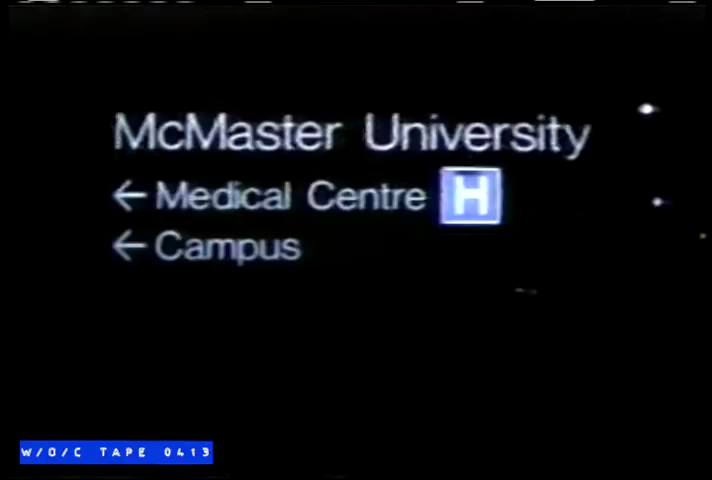 McMaster University
← Medical Centre H
← Campus
W/O/C TAPE 0413